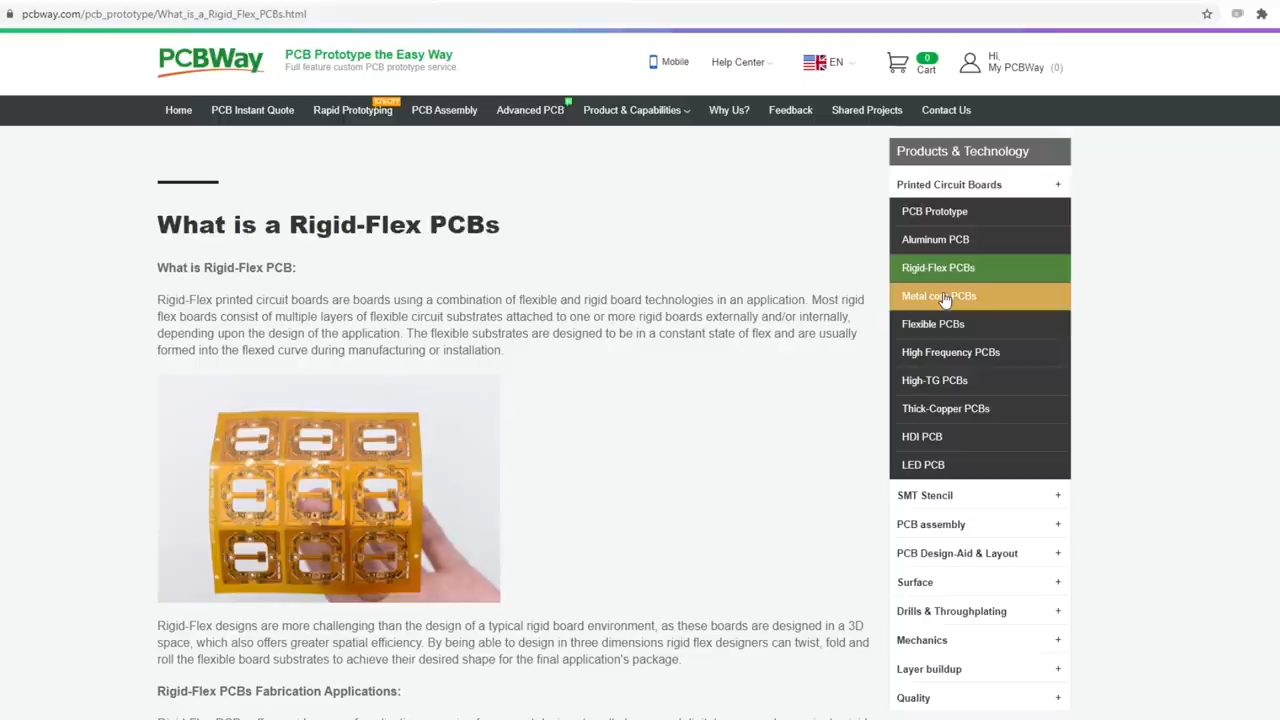 pcbway.com/pcb_prototype/What_is_a_Rigid_Flex_PCBs.html
PCBWay
PCB Prototype the Easy Way
Full feature custom PCB prototype service.
Mobile
Help Center
EN
0
Cart
Hi,
My PCBWay (0)
Home
PCB Instant Quote
Rapid Prototyping
PCB Assembly
Advanced PCB
Product & Capabilities
Why Us?
Feedback
Shared Projects
Contact Us
What is a Rigid-Flex PCBs
What is Rigid-Flex PCB:
Rigid-Flex printed circuit boards are boards using a combination of flexible and rigid board technologies in an application. Most rigid
flex boards consist of multiple layers of flexible circuit substrates attached to one or more rigid boards externally and/or internally,
depending upon the design of the application. The flexible substrates are designed to be in a constant state of flex and are usually
formed into the flexed curve during manufacturing or installation.
Rigid-Flex designs are more challenging than the design of a typical rigid board environment, as these boards are designed in a 3D
space, which also offers greater spatial efficiency. By being able to design in three dimensions rigid flex designers can twist, fold and
roll the flexible board substrates to achieve their desired shape for the final application's package.
Rigid-Flex PCBs Fabrication Applications:
Products & Technology
Printed Circuit Boards +
PCB Prototype
Aluminum PCB
Rigid-Flex PCBs
Metal PCBs
Flexible PCBs
High Frequency PCBs
High-TG PCBs
Thick-Copper PCBs
HDI PCB
LED PCB
SMT Stencil +
PCB assembly +
PCB Design-Aid & Layout +
Surface +
Drills & Throughplating +
Mechanics +
Layer buildup +
Quality +